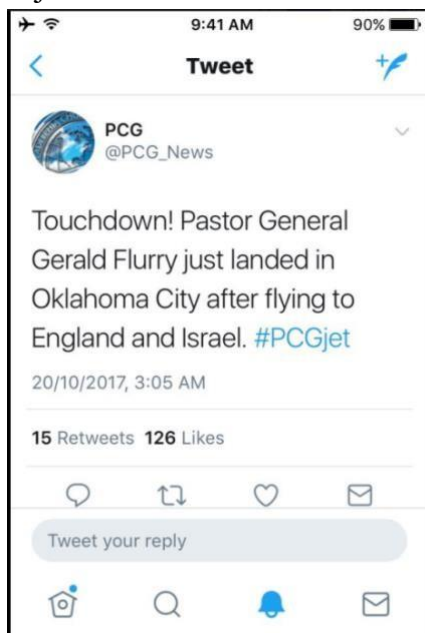 9:41 AM 90%
Tweet
PCG
@PCG_News
Touchdown! Pastor General
Gerald Flurry just landed in
Oklahoma City after flying to
England and Israel. #PCGjet
20/10/2017, 3:05 AM
15 Retweets 126 Likes
Tweet your reply